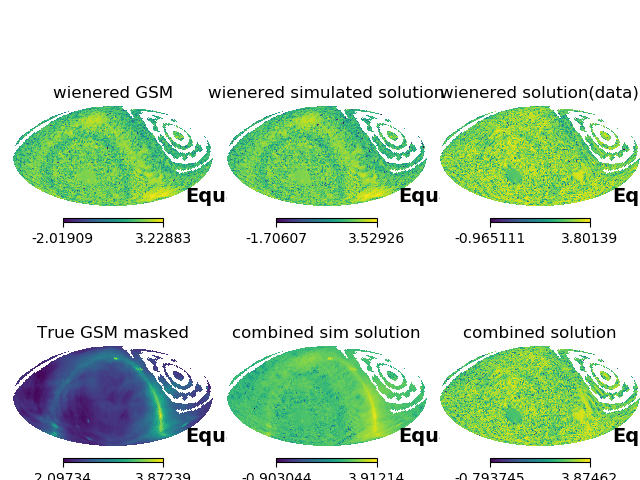 wienered GSM
wienered simulated solution
wienered solution(data)
Equ
Equ
Eq
-2.01909 3.22883
-1.70607 3.52926
-0.965111 3.80139
True GSM masked
combined sim solution
combined solution
Equ
Equ
Eq
2.09734 3.87239
-0.903044 3.91214
-0.793745 3.87462